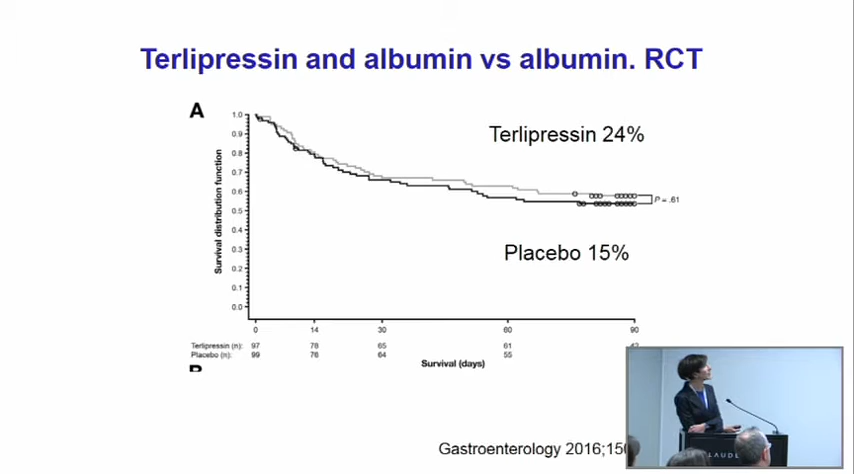 Terlipressin and albumin vs albumin. RCT
A
Terlipressin 24%
Placebo 15%
P = .61
Survival distribution function
1.0
0.9
0.8
0.7
0.6
0.5
0.4
0.3
0.2
0.1
0.0
0 14 30 60 90
Terlipressin (n): 97 78 65 61
Placebo (n): 99 76 64 55
Survival (days)
Gastroenterology 2016;150
LAUDE